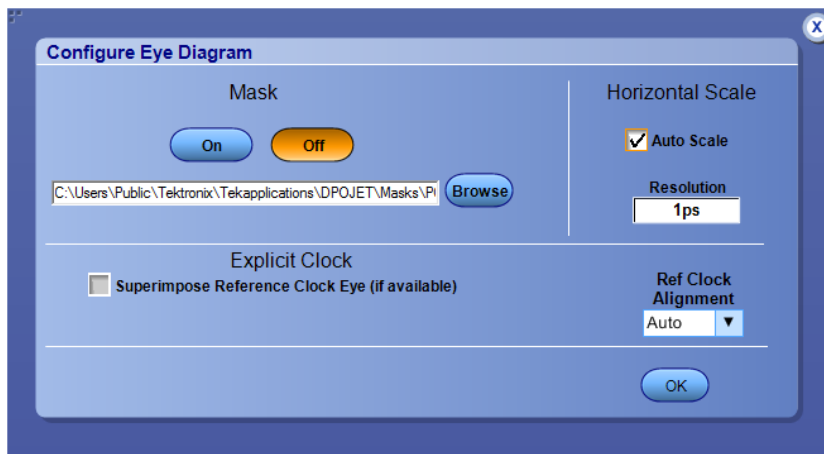 X
Configure Eye Diagram
Mask
On
Off
C:\Users\Public\Tektronix\Tekapplications\DPOJET\Masks\P
Browse
Horizontal Scale
Auto Scale
Resolution
1ps
Explicit Clock
Superimpose Reference Clock Eye (if available)
Ref Clock
Alignment
Auto
OK